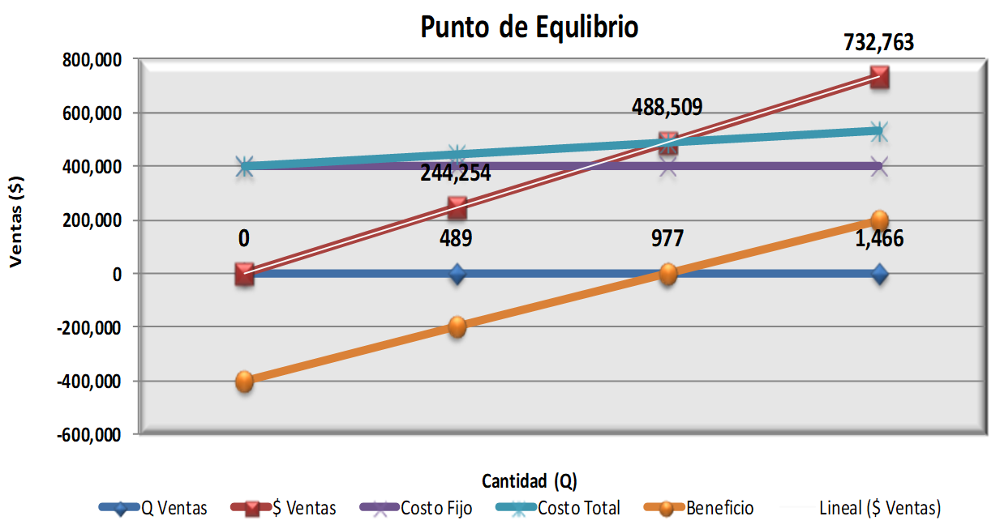 Punto de Equlibrio
732,763
800,000
600,000
488,509
400,000
244,254
200,000
0
489
977
1,466
0
-200,000
-400,000
-600,000
Ventas ($)
Cantidad (Q)
Q Ventas
$ Ventas
Costo Fijo
Costo Total
Beneficio
Lineal ($ Ventas)